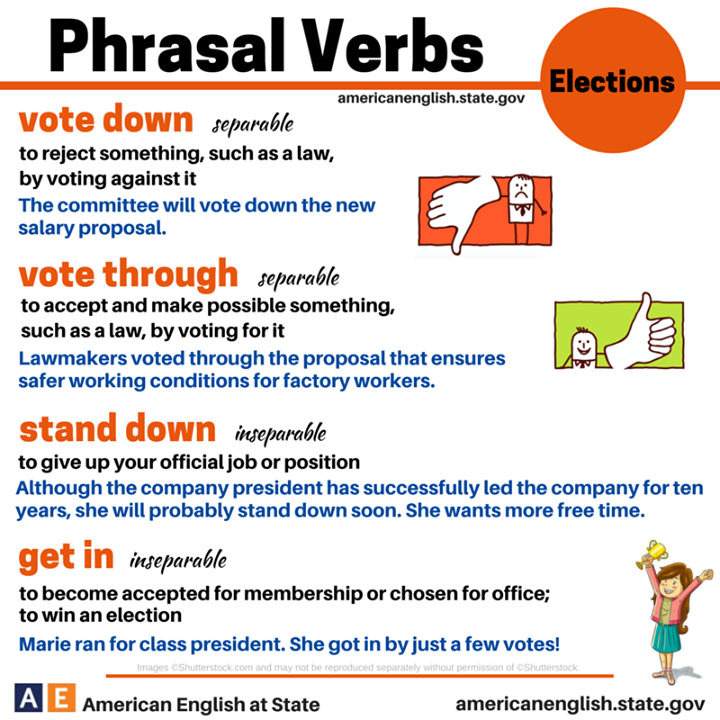 Phrasal Verbs
Elections
americanenglish.state.gov
vote down separable
to reject something, such as a law,
by voting against it
The committee will vote down the new
salary proposal.
vote through separable
to accept and make possible something,
such as a law, by voting for it
Lawmakers voted through the proposal that ensures
safer working conditions for factory workers.
stand down inseparable
to give up your official job or position
Although the company president has successfully led the company for ten
years, she will probably stand down soon. She wants more free time.
get in inseparable
to become accepted for membership or chosen for office;
to win an election
Marie ran for class president. She got in by just a few votes!
Images ©Shutterstock.com and may not be reproduced separately without permission of ©Shutterstock.
A E American English at State
americanenglish.state.gov